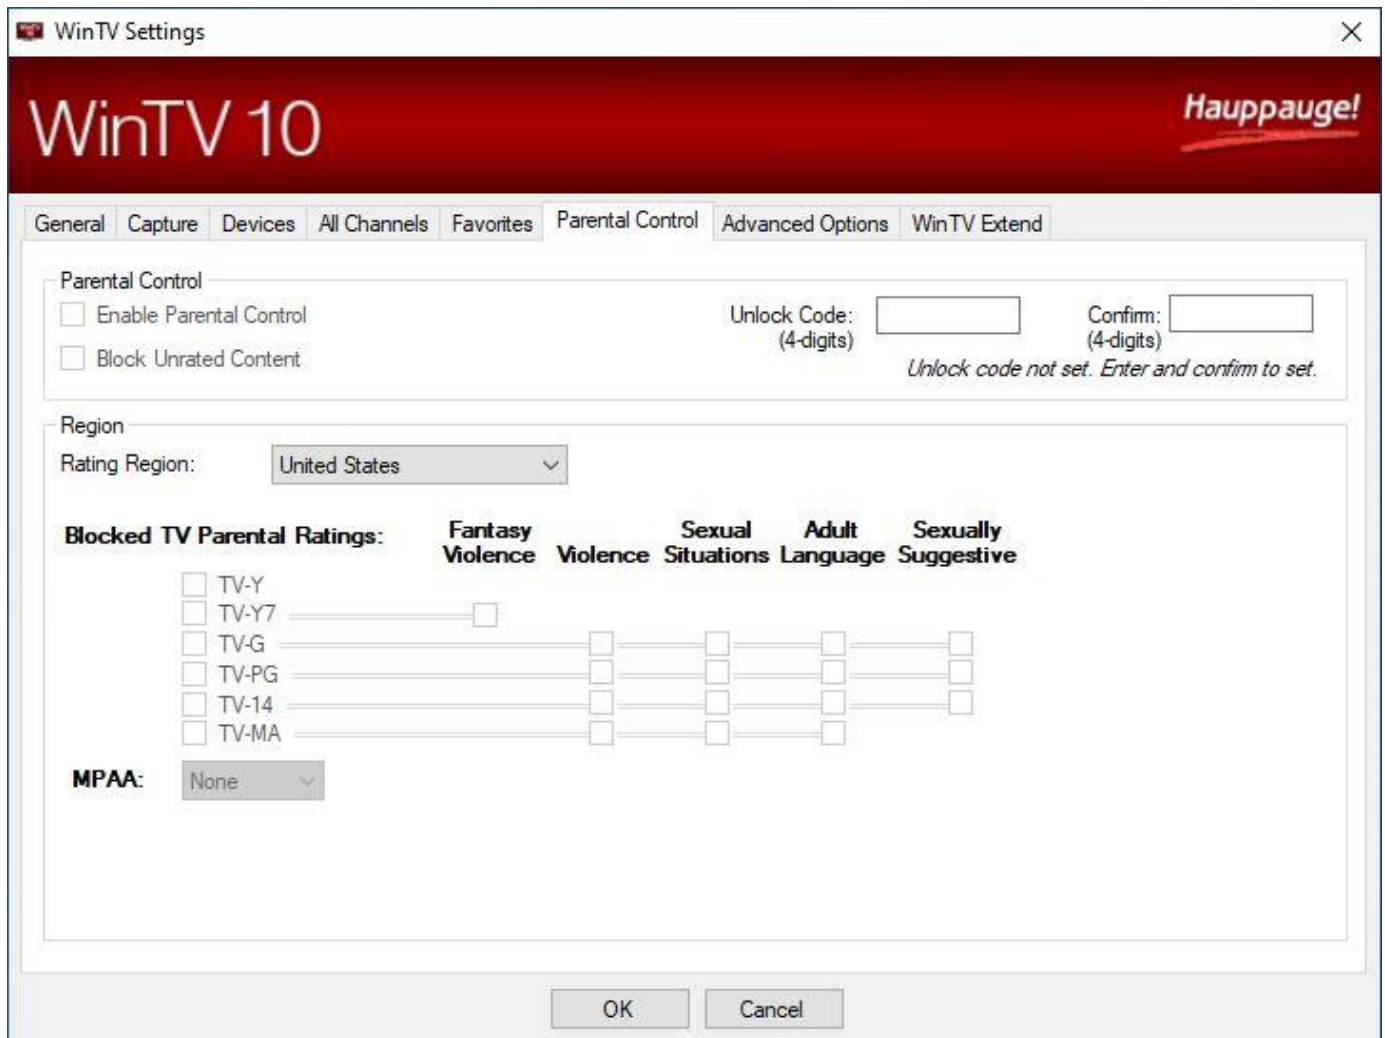 WinTV Settings
WinTV 10
Hauppauge!
General Capture Devices All Channels Favorites Parental Control Advanced Options WinTV Extend
Parental Control
Enable Parental Control
Unlock Code:
(4-digits)
Confirm:
(4-digits)
Block Unrated Content
Unlock code not set. Enter and confirm to set.
Region
Rating Region: United States
Blocked TV Parental Ratings:
Fantasy
Violence
Violence
Sexual
Situations
Adult
Language
Sexually
Suggestive
TV-Y
TV-Y7
TV-G
TV-PG
TV-14
TV-MA
MPAA: None
OK Cancel